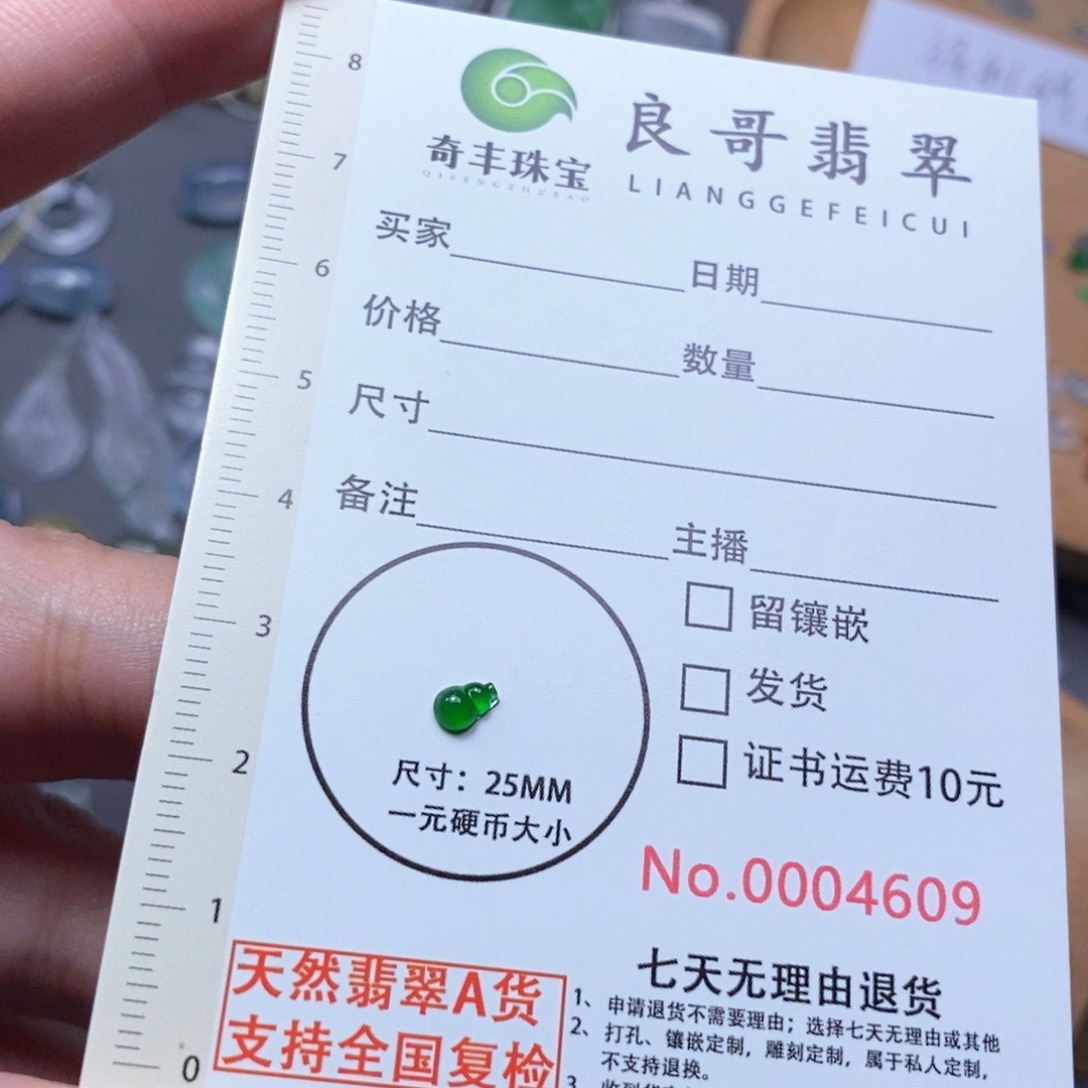 奇丰珠宝
QIFENGZHUBAO
良哥翡翠
LIANGGEFEICUI
买家 日期
价格 数量
尺寸
备注 主播
留镶嵌
发货
证书运费10元
尺寸：25MM
一元硬币大小
No.0004609
8
7
6
5
4
3
2
1
0
天然翡翠A货
支持全国复检
七天无理由退货
1、申请退货不需要理由；选择七天无理由或其他
2、打孔、镶嵌定制，雕刻定制，属于私人定制，
不支持退换。
3、